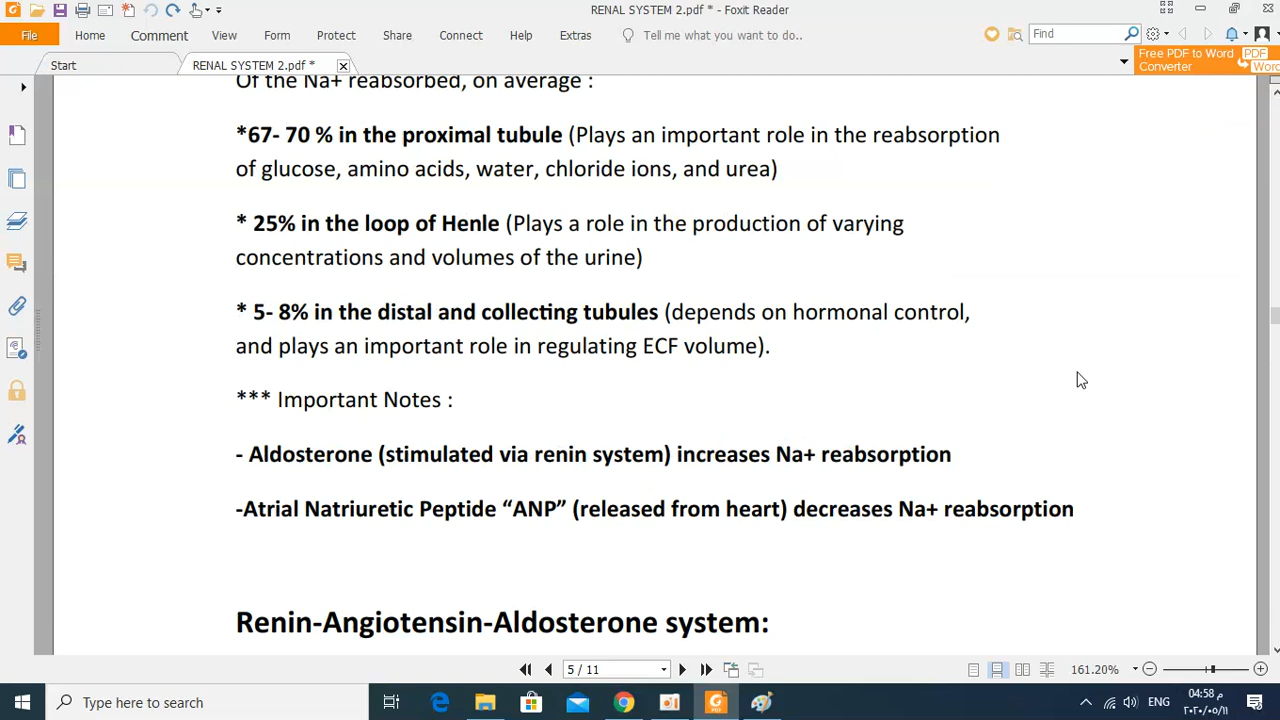 RENAL SYSTEM 2.pdf * - Foxit Reader
File Home Comment View Form Protect Share Connect Help Extras Tell me what you want to do.. Find
Start RENAL SYSTEM 2.pdf * Free PDF to Word Converter PDF Word
Of the Na+ reabsorbed, on average :
*67- 70 % in the proximal tubule (Plays an important role in the reabsorption
of glucose, amino acids, water, chloride ions, and urea)
* 25% in the loop of Henle (Plays a role in the production of varying
concentrations and volumes of the urine)
* 5- 8% in the distal and collecting tubules (depends on hormonal control,
and plays an important role in regulating ECF volume).
*** Important Notes :
- Aldosterone (stimulated via renin system) increases Na+ reabsorption
-Atrial Natriuretic Peptide “ANP” (released from heart) decreases Na+ reabsorption
Renin-Angiotensin-Aldosterone system:
5 / 11 161.20%
Type here to search ENG 04:58 م
٢٠٢٠/٠٥/١١